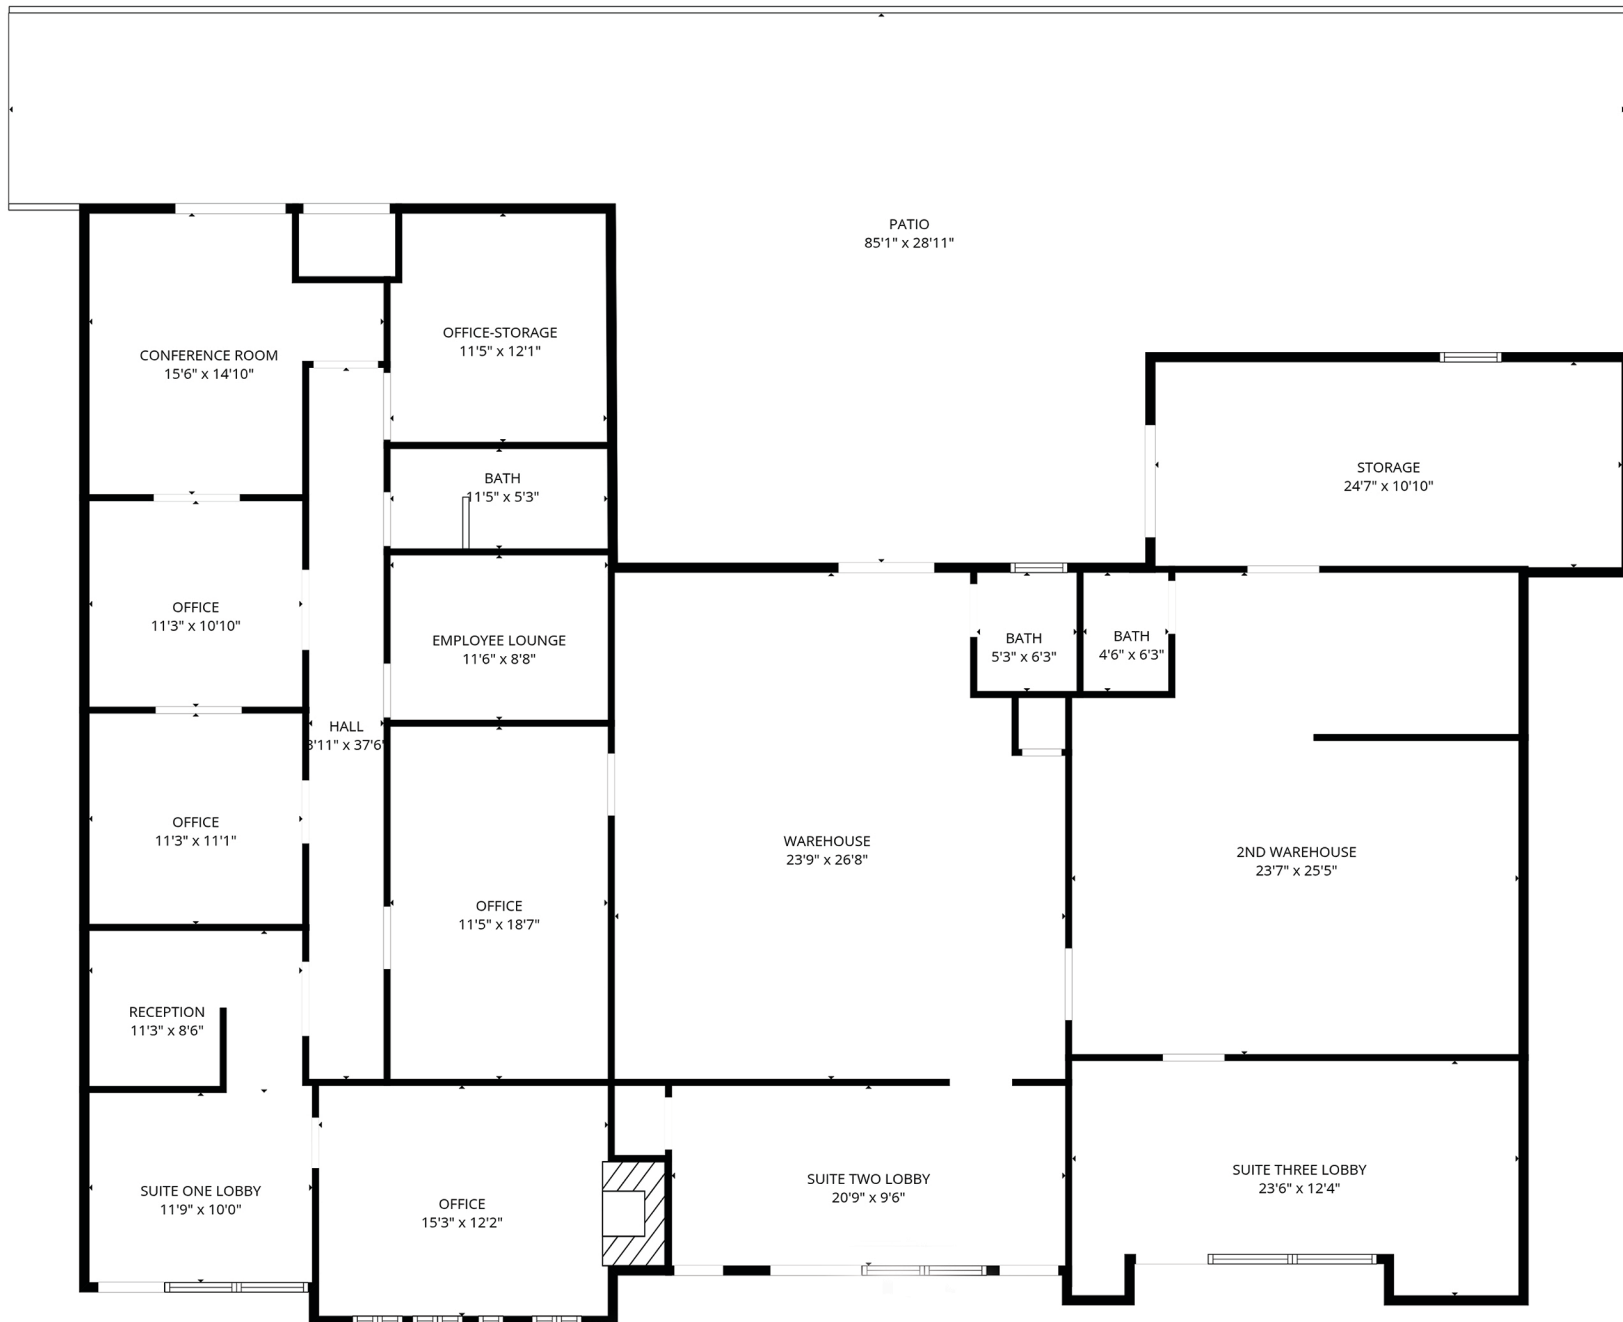 PATIO
85'1" x 28'11"
OFFICE-STORAGE
11'5" x 12'1"
CONFERENCE ROOM
15'6" x 14'10"
BATH
11'5" x 5'3"
STORAGE
24'7" x 10'10"
OFFICE
11'3" x 10'10"
EMPLOYEE LOUNGE
11'6" x 8'8"
BATH
5'3" x 6'3"
BATH
4'6" x 6'3"
HALL
3'11" x 37'6"
OFFICE
11'3" x 11'1"
WAREHOUSE
23'9" x 26'8"
2ND WAREHOUSE
23'7" x 25'5"
OFFICE
11'5" x 18'7"
RECEPTION
11'3" x 8'6"
SUITE ONE LOBBY
11'9" x 10'0"
OFFICE
15'3" x 12'2"
SUITE TWO LOBBY
20'9" x 9'6"
SUITE THREE LOBBY
23'6" x 12'4"